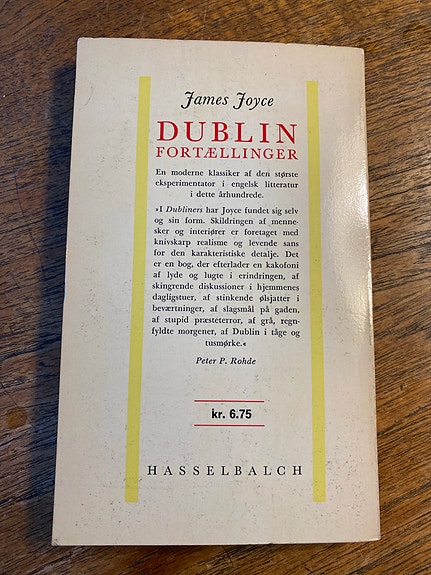 James Joyce
DUBLIN
FORTÆLLINGER
En moderne klassiker af den største
eksperimentator i engelsk litteratur
i dette århundrede.
»I Dubliners har Joyce fundet sig selv
og sin form. Skildringen af menne-
sker og interiører er foretaget med
knivskarp realisme og levende sans
for den karakteristiske detalje. Det
er en bog, der efterlader en kakofoni
af lyde og lugte i erindringen, af
skingrende diskussioner i hjemmenes
dagligstuer, af stinkende ølsjatter i
beværtninger, af slagsmål på gaden,
af stupid præsteterror, af grå, regn-
fyldte morgener, af Dublin i tåge og
tusmørke.«
Peter P. Rohde
kr. 6.75
HASSELBALCH